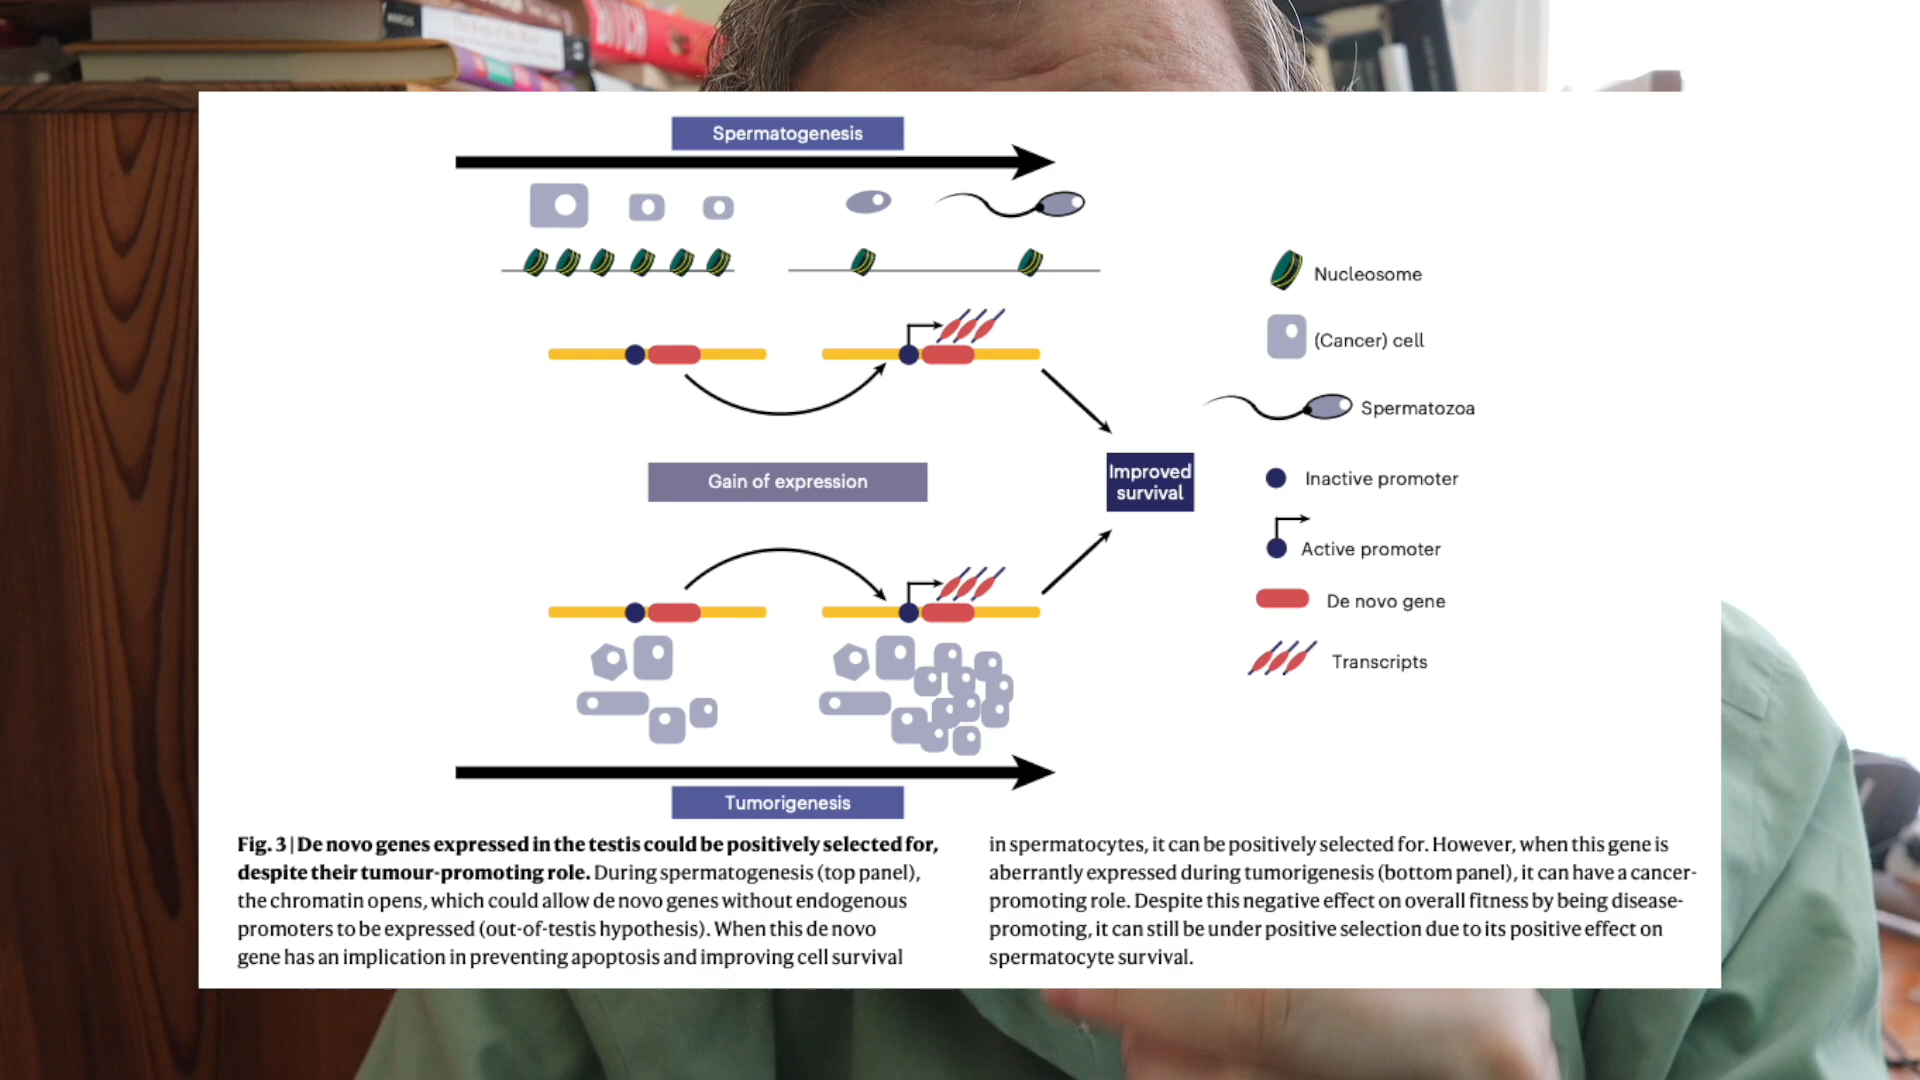 Spermatogenesis
Nucleosome
(Cancer) cell
Spermatozoa
Inactive promoter
Gain of expression
Improved
survival
Active promoter
De novo gene
Transcripts
Tumorigenesis
Fig. 3 | De novo genes expressed in the testis could be positively selected for,
despite their tumour-promoting role. During spermatogenesis (top panel),
the chromatin opens, which could allow de novo genes without endogenous
promoters to be expressed (out-of-testis hypothesis). When this de novo
gene has an implication in preventing apoptosis and improving cell survival
in spermatocytes, it can be positively selected for. However, when this gene is
aberrantly expressed during tumorigenesis (bottom panel), it can have a cancer-
promoting role. Despite this negative effect on overall fitness by being disease-
promoting, it can still be under positive selection due to its positive effect on
spermatocyte survival.